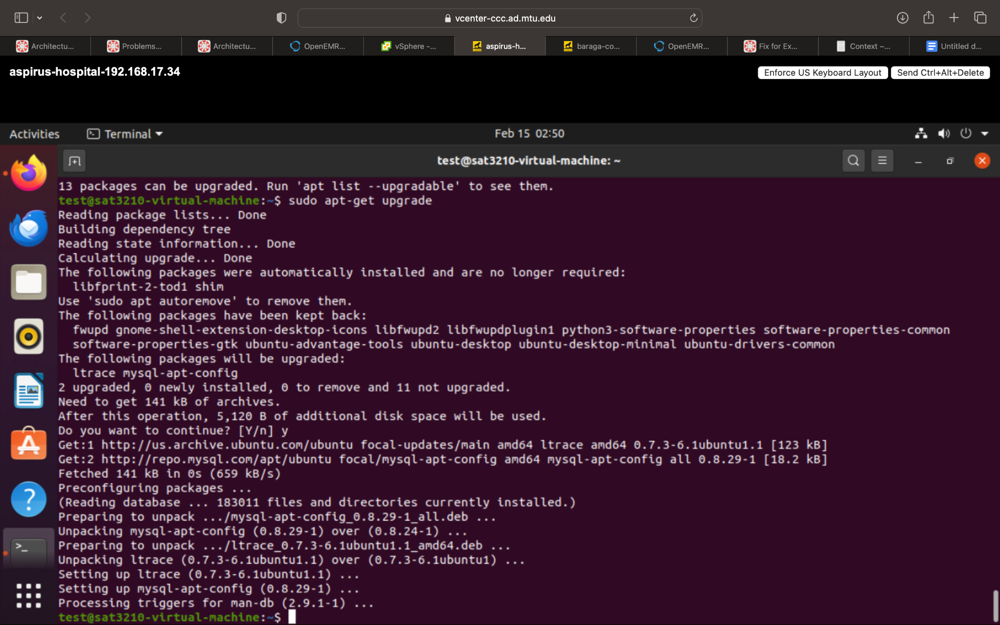 vcenter-ccc.ad.mtu.edu
Architectu...
Problems...
Architectu...
OpenEMR...
vSphere -...
aspirus-h...
baraga-co...
OpenEMR...
Fix for Ex...
Context –...
Untitled d...
aspirus-hospital-192.168.17.34
Enforce US Keyboard Layout
Send Ctrl+Alt+Delete
Activities
Terminal
Feb 15 02:50
test@sat3210-virtual-machine: ~
13 packages can be upgraded. Run 'apt list --upgradable' to see them.
test@sat3210-virtual-machine:~$ sudo apt-get upgrade
Reading package lists... Done
Building dependency tree
Reading state information... Done
Calculating upgrade... Done
The following packages were automatically installed and are no longer required:
  libfprint-2-tod1 shim
Use 'sudo apt autoremove' to remove them.
The following packages have been kept back:
  fwupd gnome-shell-extension-desktop-icons libfwupd2 libfwupdplugin1 python3-software-properties software-properties-common
  software-properties-gtk ubuntu-advantage-tools ubuntu-desktop ubuntu-desktop-minimal ubuntu-drivers-common
The following packages will be upgraded:
  ltrace mysql-apt-config
2 upgraded, 0 newly installed, 0 to remove and 11 not upgraded.
Need to get 141 kB of archives.
After this operation, 5,120 B of additional disk space will be used.
Do you want to continue? [Y/n] y
Get:1 http://us.archive.ubuntu.com/ubuntu focal-updates/main amd64 ltrace amd64 0.7.3-6.1ubuntu1.1 [123 kB]
Get:2 http://repo.mysql.com/apt/ubuntu focal/mysql-apt-config amd64 mysql-apt-config all 0.8.29-1 [18.2 kB]
Fetched 141 kB in 0s (659 kB/s)
Preconfiguring packages ...
(Reading database ... 183011 files and directories currently installed.)
Preparing to unpack .../mysql-apt-config_0.8.29-1_all.deb ...
Unpacking mysql-apt-config (0.8.29-1) over (0.8.24-1) ...
Preparing to unpack .../ltrace_0.7.3-6.1ubuntu1.1_amd64.deb ...
Unpacking ltrace (0.7.3-6.1ubuntu1.1) over (0.7.3-6.1ubuntu1) ...
Setting up ltrace (0.7.3-6.1ubuntu1.1) ...
Setting up mysql-apt-config (0.8.29-1) ...
Processing triggers for man-db (2.9.1-1) ...
test@sat3210-virtual-machine:~$